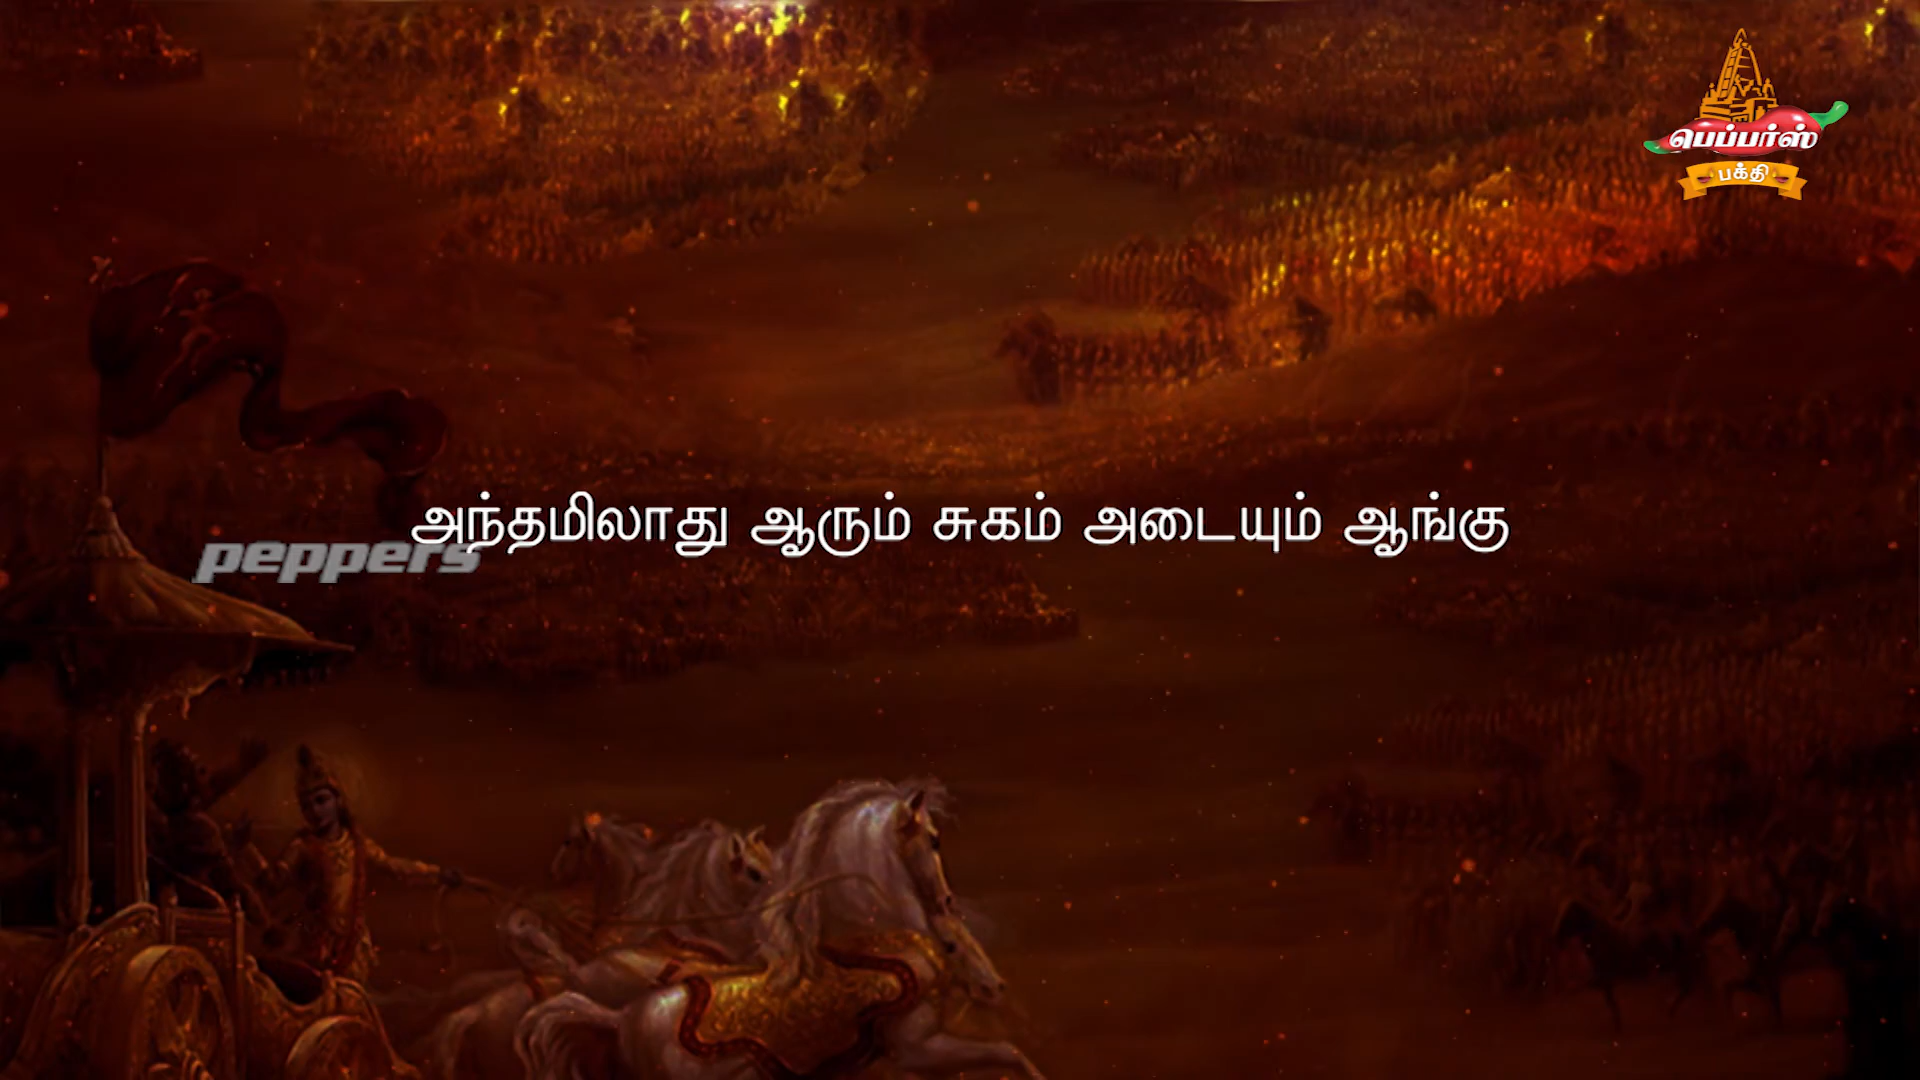 பெப்பர்ஸ்
பக்தி
அந்தமிலாது ஆரும் சுகம் அடையும் ஆங்கு
peppers